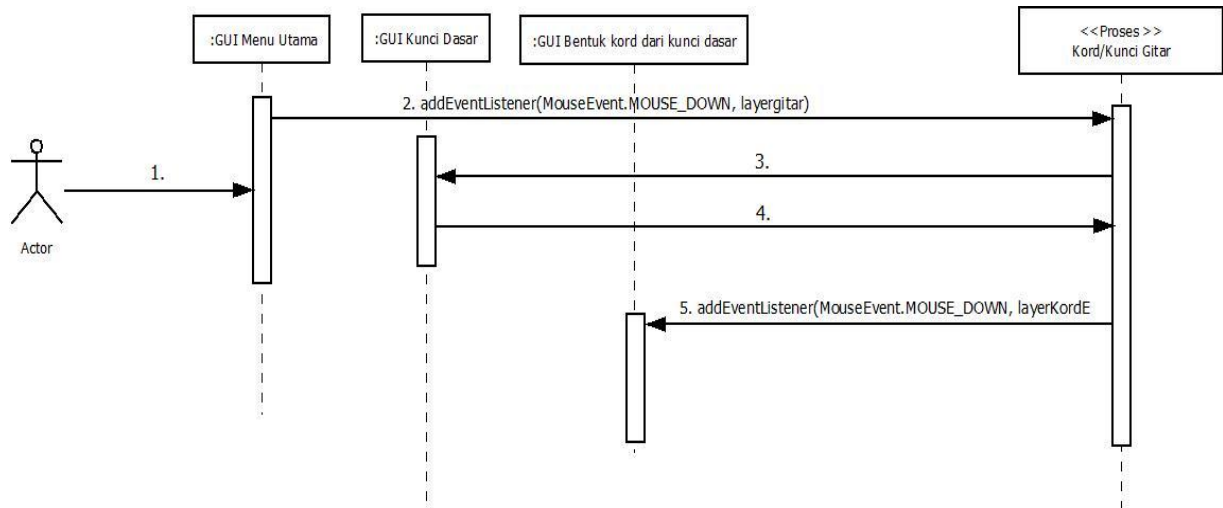 :GUI Menu Utama
:GUI Kunci Dasar
:GUI Bentuk kord dari kunci dasar
<<Proses >>
Kord/Kunci Gitar
2. addEventListener(MouseEvent.MOUSE_DOWN, layergitar)
3.
1.
4.
Actor
5. addEventListener(MouseEvent.MOUSE_DOWN, layerKordE